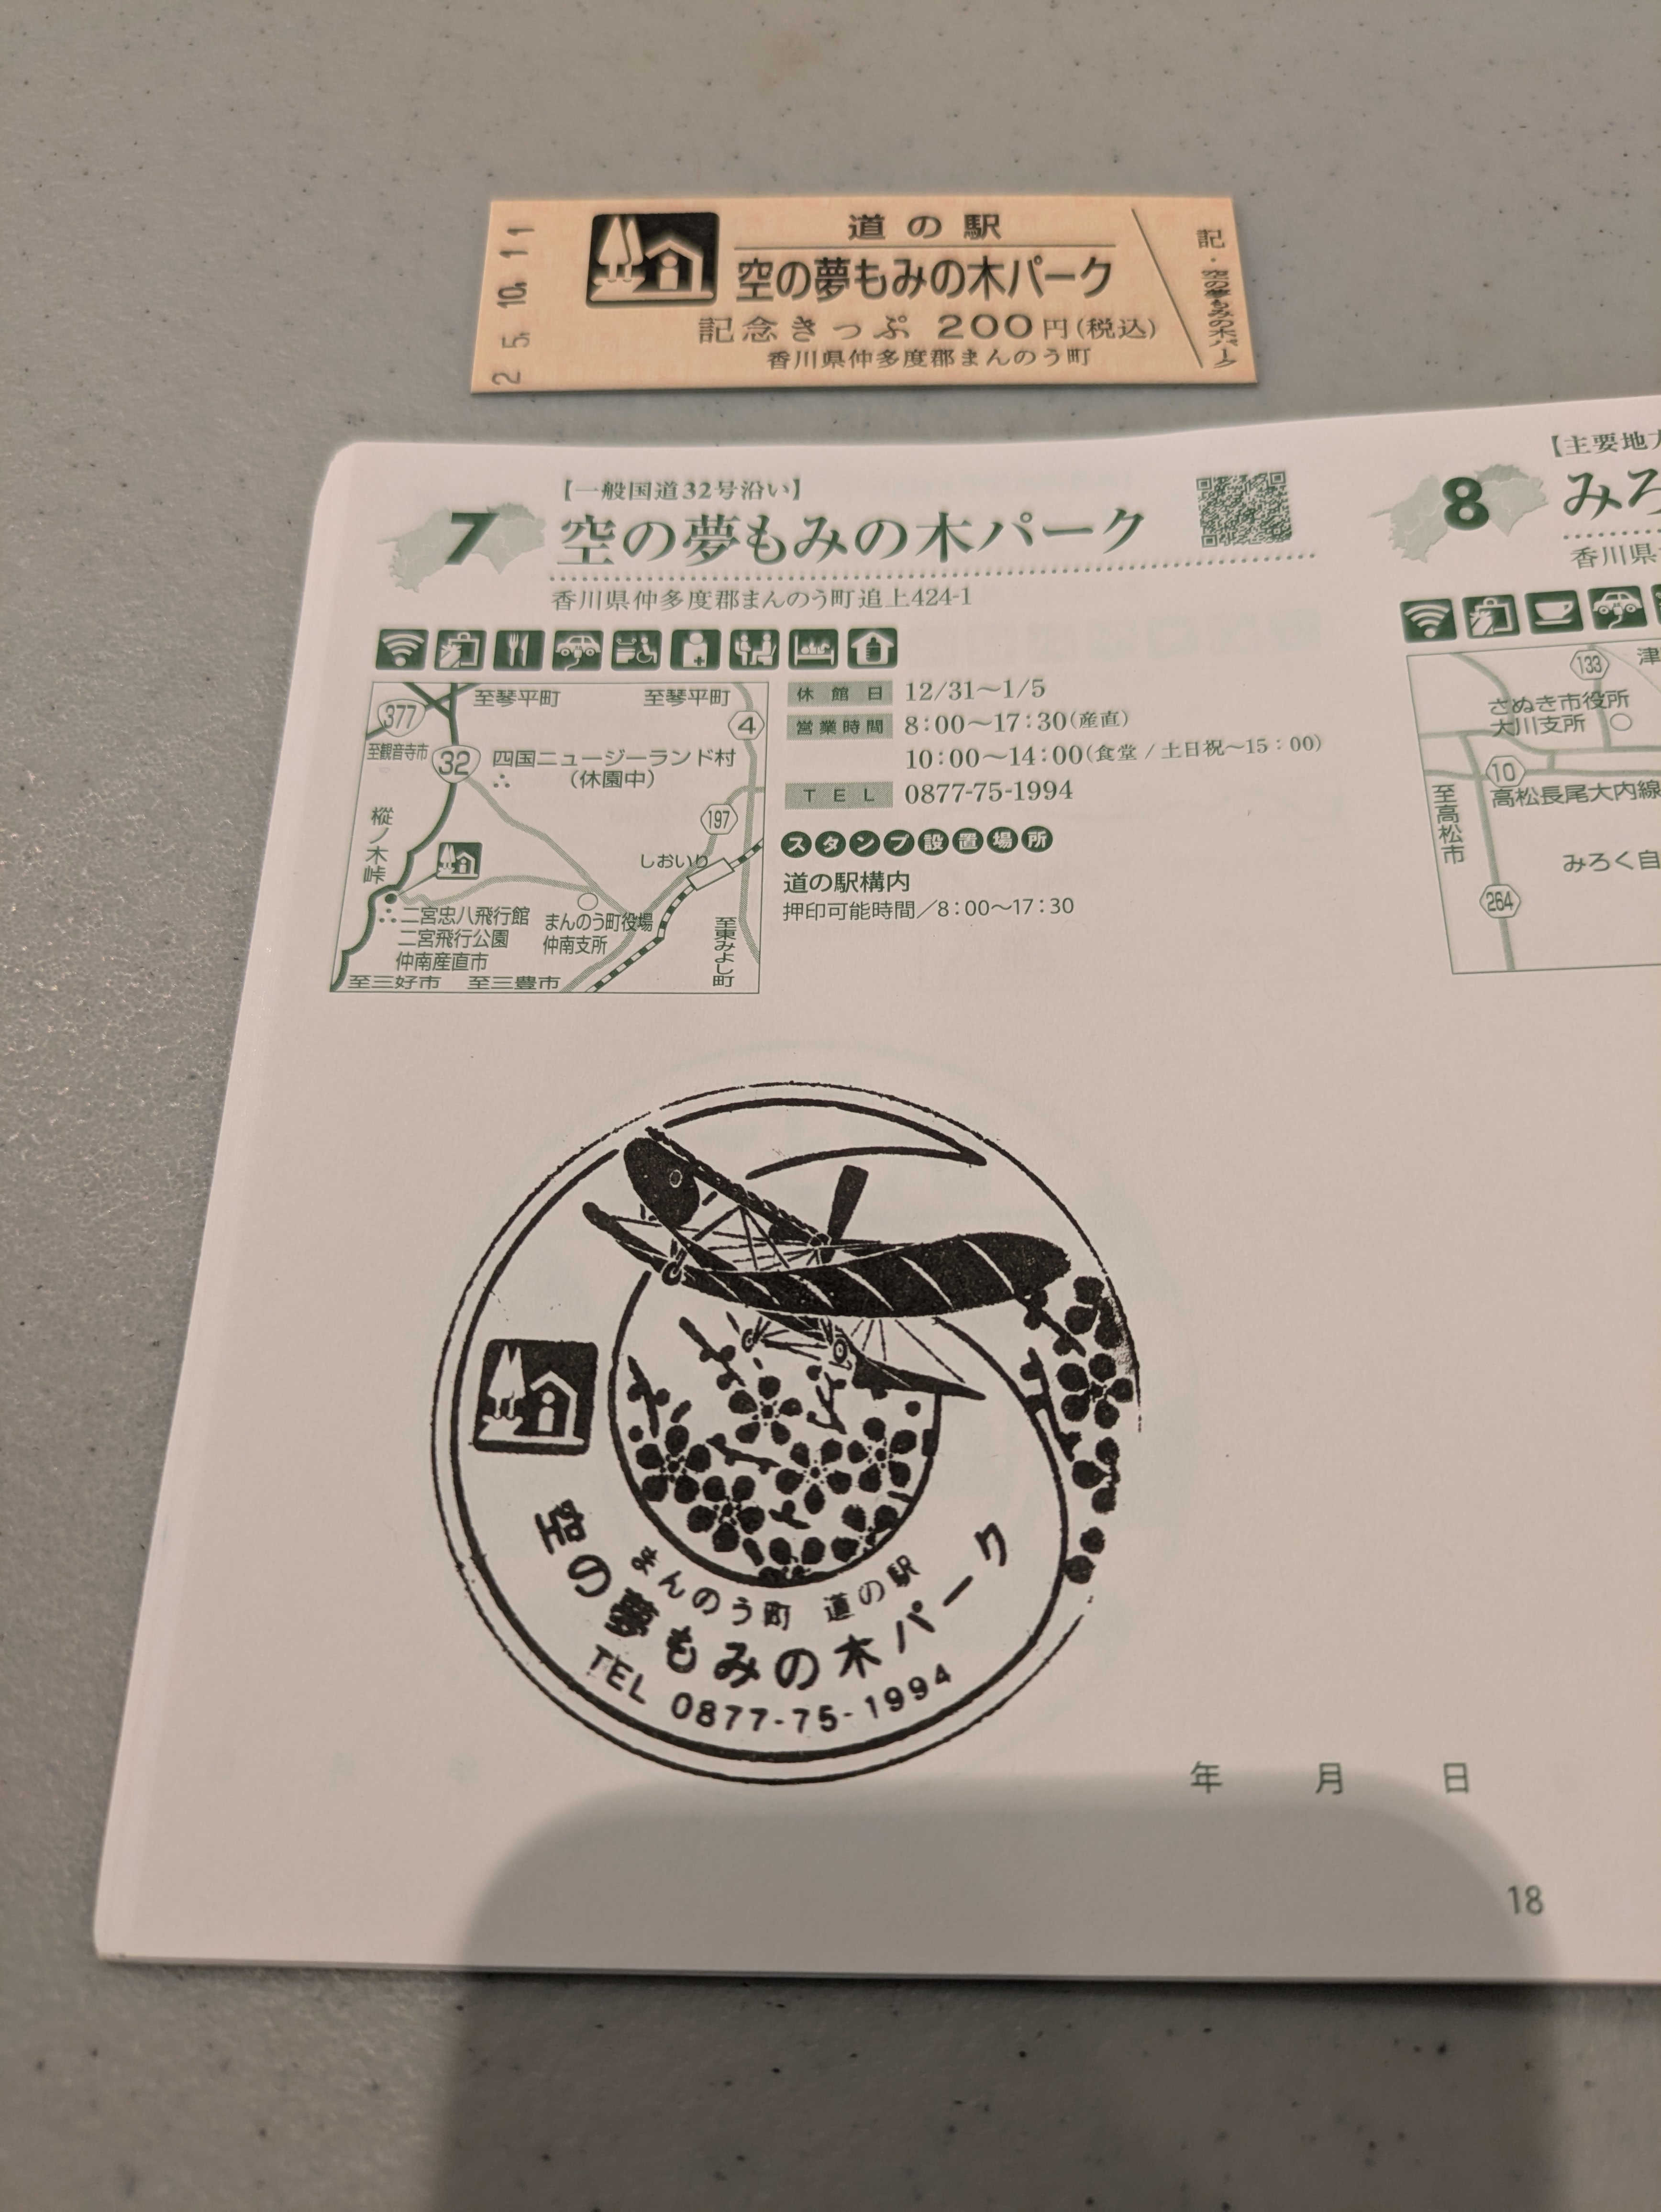 25.10.11
道の駅
空の夢もみの木パーク
記念きっぷ 200円(税込)
香川県仲多度郡まんのう町
記・空の夢もみの木パーク
7
【一般国道32号沿い】
空の夢もみの木パーク
香川県仲多度郡まんのう町追上424-1
377
至琴平町
至琴平町
4
至観音寺市
32
四国ニュージーランド村
(休園中)
197
樅ノ木峠
しおいり
二宮忠八飛行館
二宮飛行公園
仲南産直市
まんのう町役場
仲南支所
至東みよし町
至三好市
至三豊市
休館日 12/31〜1/5
営業時間 8:00〜17:30(産直)
10:00〜14:00(食堂/土日祝〜15:00)
TEL 0877-75-1994
スタンプ設置場所
道の駅構内
押印可能時間/8:00〜17:30
まんのう町 道の駅
空の夢もみの木パーク
TEL 0877-75-1994
年 月 日
18
8
【主要地
みろ
香川県
133
津
さぬき市役所
大川支所
10
高松長尾大内線
至高松市
みろく自
264